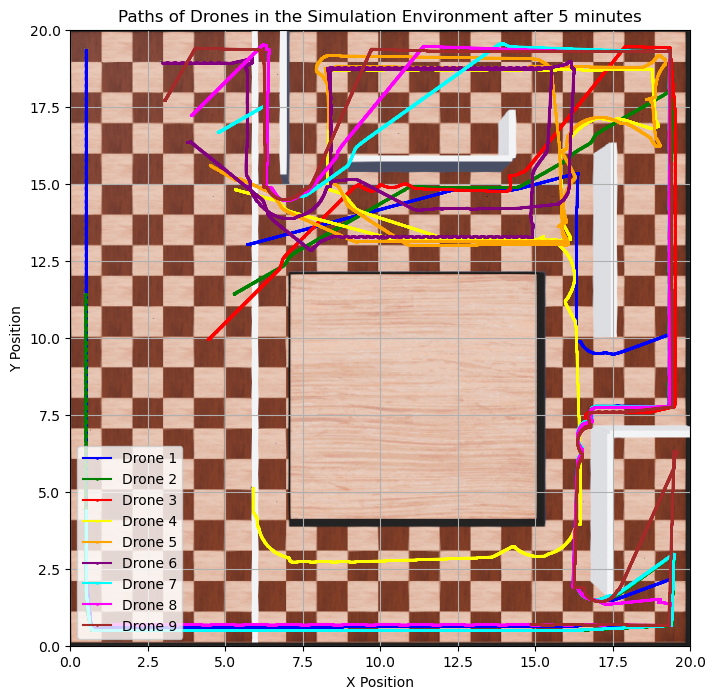 Paths of Drones in the Simulation Environment after 5 minutes
20.0
17.5
15.0
12.5
10.0
7.5
5.0
2.5
0.0
Y Position
Drone 1
Drone 2
Drone 3
Drone 4
Drone 5
Drone 6
Drone 7
Drone 8
Drone 9
0.0 2.5 5.0 7.5 10.0 12.5 15.0 17.5 20.0
X Position